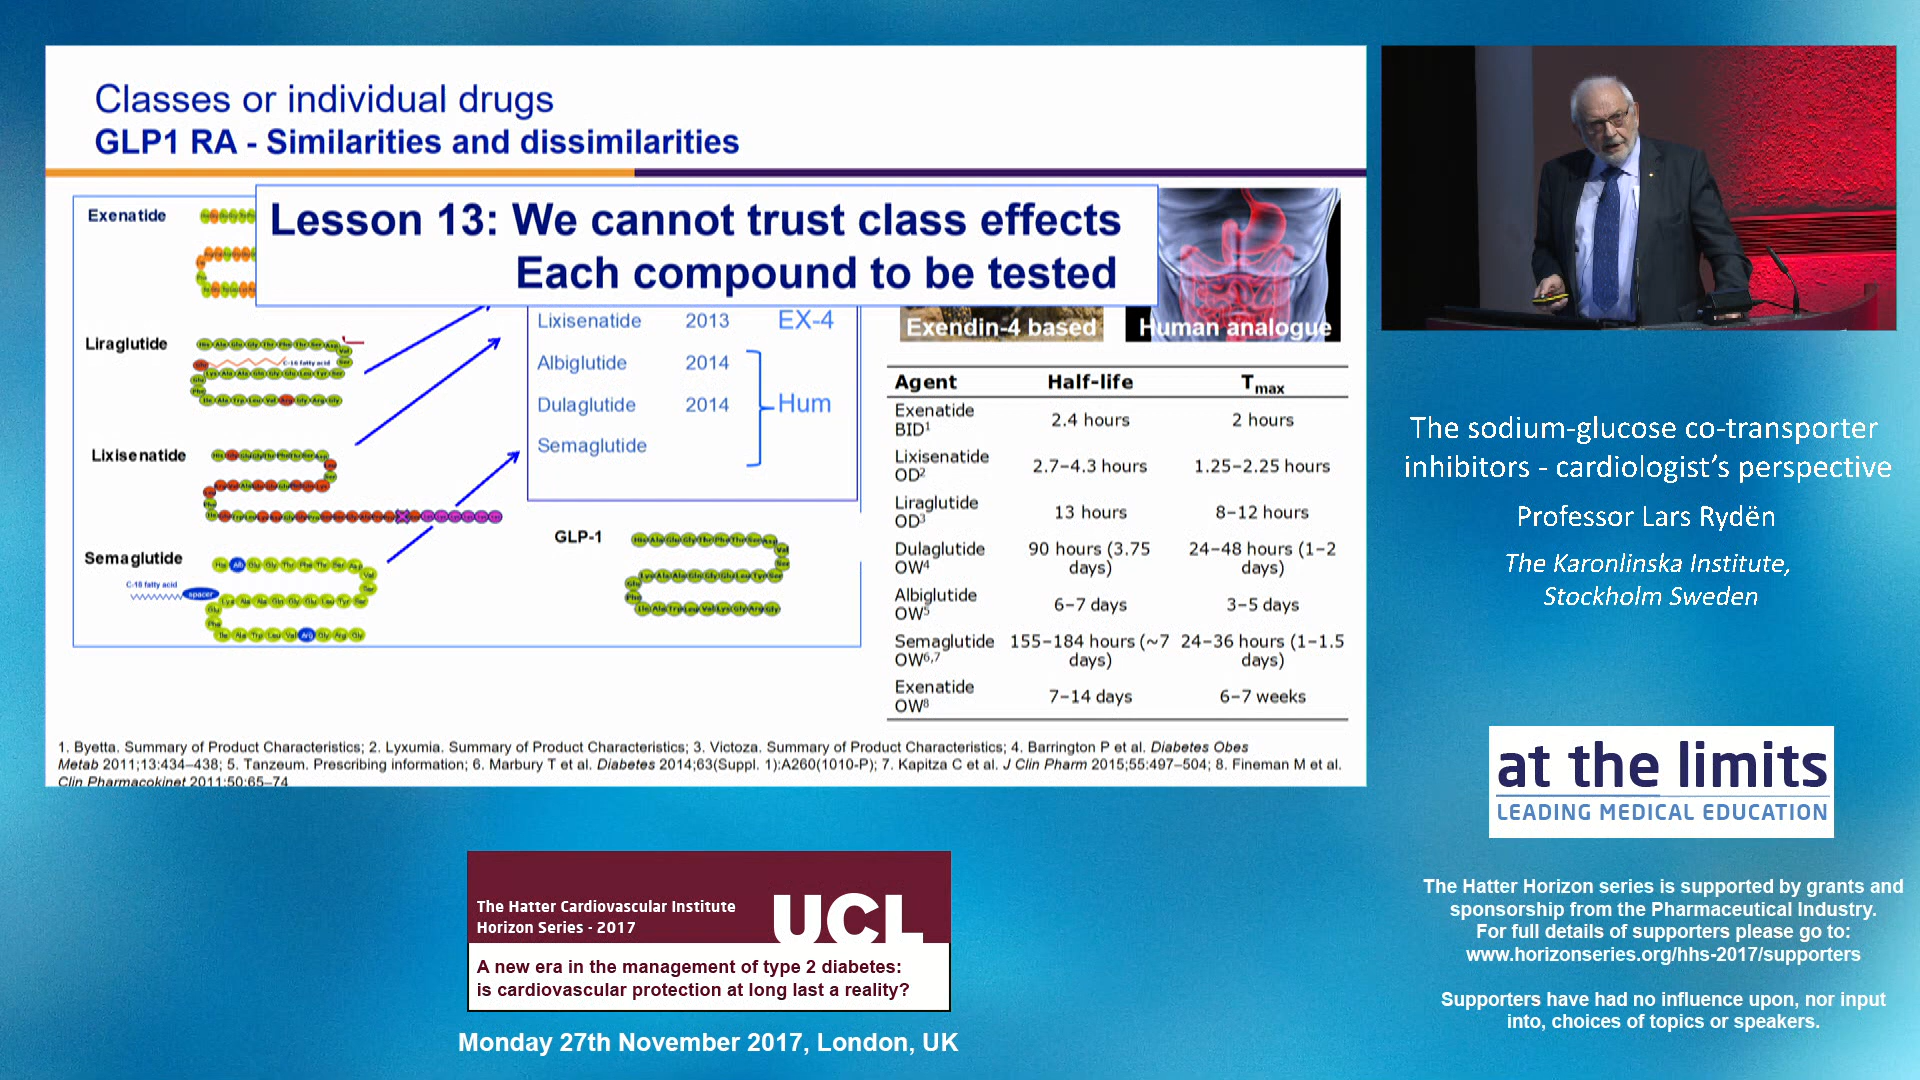 Classes or individual drugs
GLP1 RA - Similarities and dissimilarities
Lesson 13: We cannot trust class effects
Each compound to be tested
Exenatide
Liraglutide
C-16 fatty acid
Lixisenatide
Semaglutide
C-18 fatty acid
spacer
Lixisenatide 2013 EX-4
Albiglutide 2014
Dulaglutide 2014 Hum
Semaglutide
GLP-1
Exendin-4 based
Human analogue
Agent Half-life Tmax
Exenatide BID1 2.4 hours 2 hours
Lixisenatide OD2 2.7–4.3 hours 1.25–2.25 hours
Liraglutide OD3 13 hours 8–12 hours
Dulaglutide OW4 90 hours (3.75 days) 24–48 hours (1–2 days)
Albiglutide OW5 6–7 days 3–5 days
Semaglutide OW6,7 155–184 hours (~7 days) 24–36 hours (1–1.5 days)
Exenatide OW8 7–14 days 6–7 weeks
1. Byetta. Summary of Product Characteristics; 2. Lyxumia. Summary of Product Characteristics; 3. Victoza. Summary of Product Characteristics; 4. Barrington P et al. Diabetes Obes
Metab 2011;13:434–438; 5. Tanzeum. Prescribing information; 6. Marbury T et al. Diabetes 2014;63(Suppl. 1):A260(1010-P); 7. Kapitza C et al. J Clin Pharm 2015;55:497–504; 8. Fineman M et al.
Clin Pharmacokinet 2011;50:65–74
The sodium-glucose co-transporter
inhibitors - cardiologist's perspective
Professor Lars Rydën
The Karonlinska Institute,
Stockholm Sweden
at the limits
LEADING MEDICAL EDUCATION
The Hatter Horizon series is supported by grants and
sponsorship from the Pharmaceutical Industry.
For full details of supporters please go to:
www.horizonseries.org/hhs-2017/supporters
Supporters have had no influence upon, nor input
into, choices of topics or speakers.
The Hatter Cardiovascular Institute
Horizon Series - 2017
UCL
A new era in the management of type 2 diabetes:
is cardiovascular protection at long last a reality?
Monday 27th November 2017, London, UK